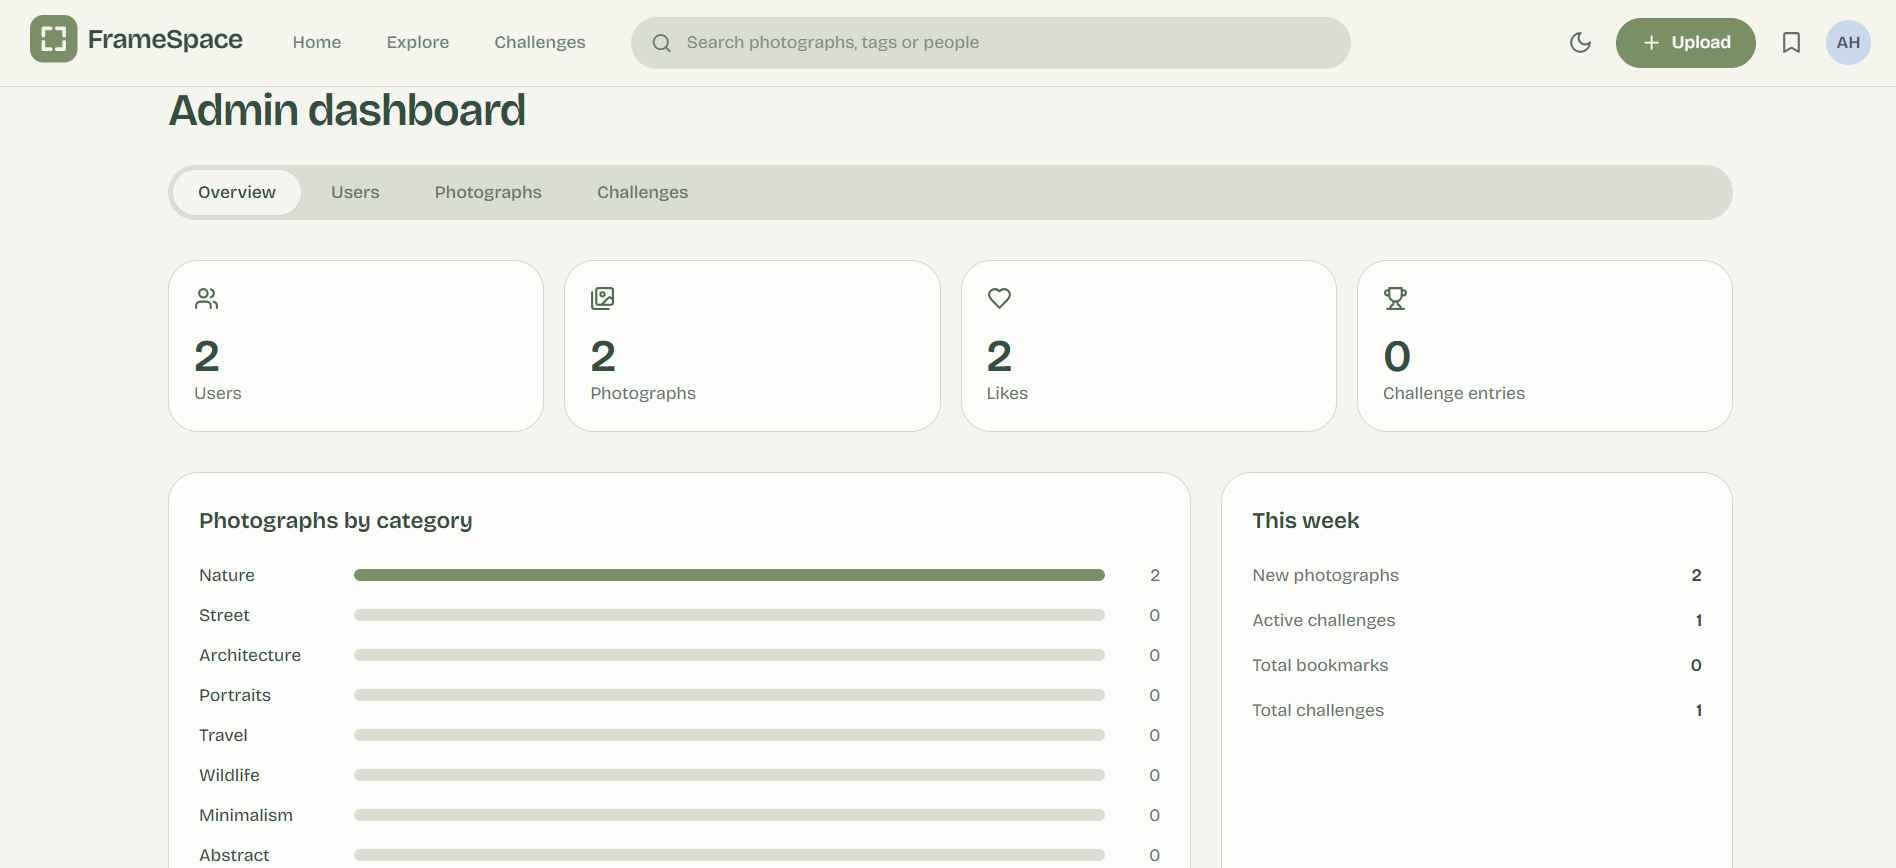 FrameSpace
Home
Explore
Challenges
Search photographs, tags or people
Upload
AH
Admin dashboard
Overview
Users
Photographs
Challenges
2
Users
2
Photographs
2
Likes
0
Challenge entries
Photographs by category
Nature 2
Street 0
Architecture 0
Portraits 0
Travel 0
Wildlife 0
Minimalism 0
Abstract 0
This week
New photographs 2
Active challenges 1
Total bookmarks 0
Total challenges 1